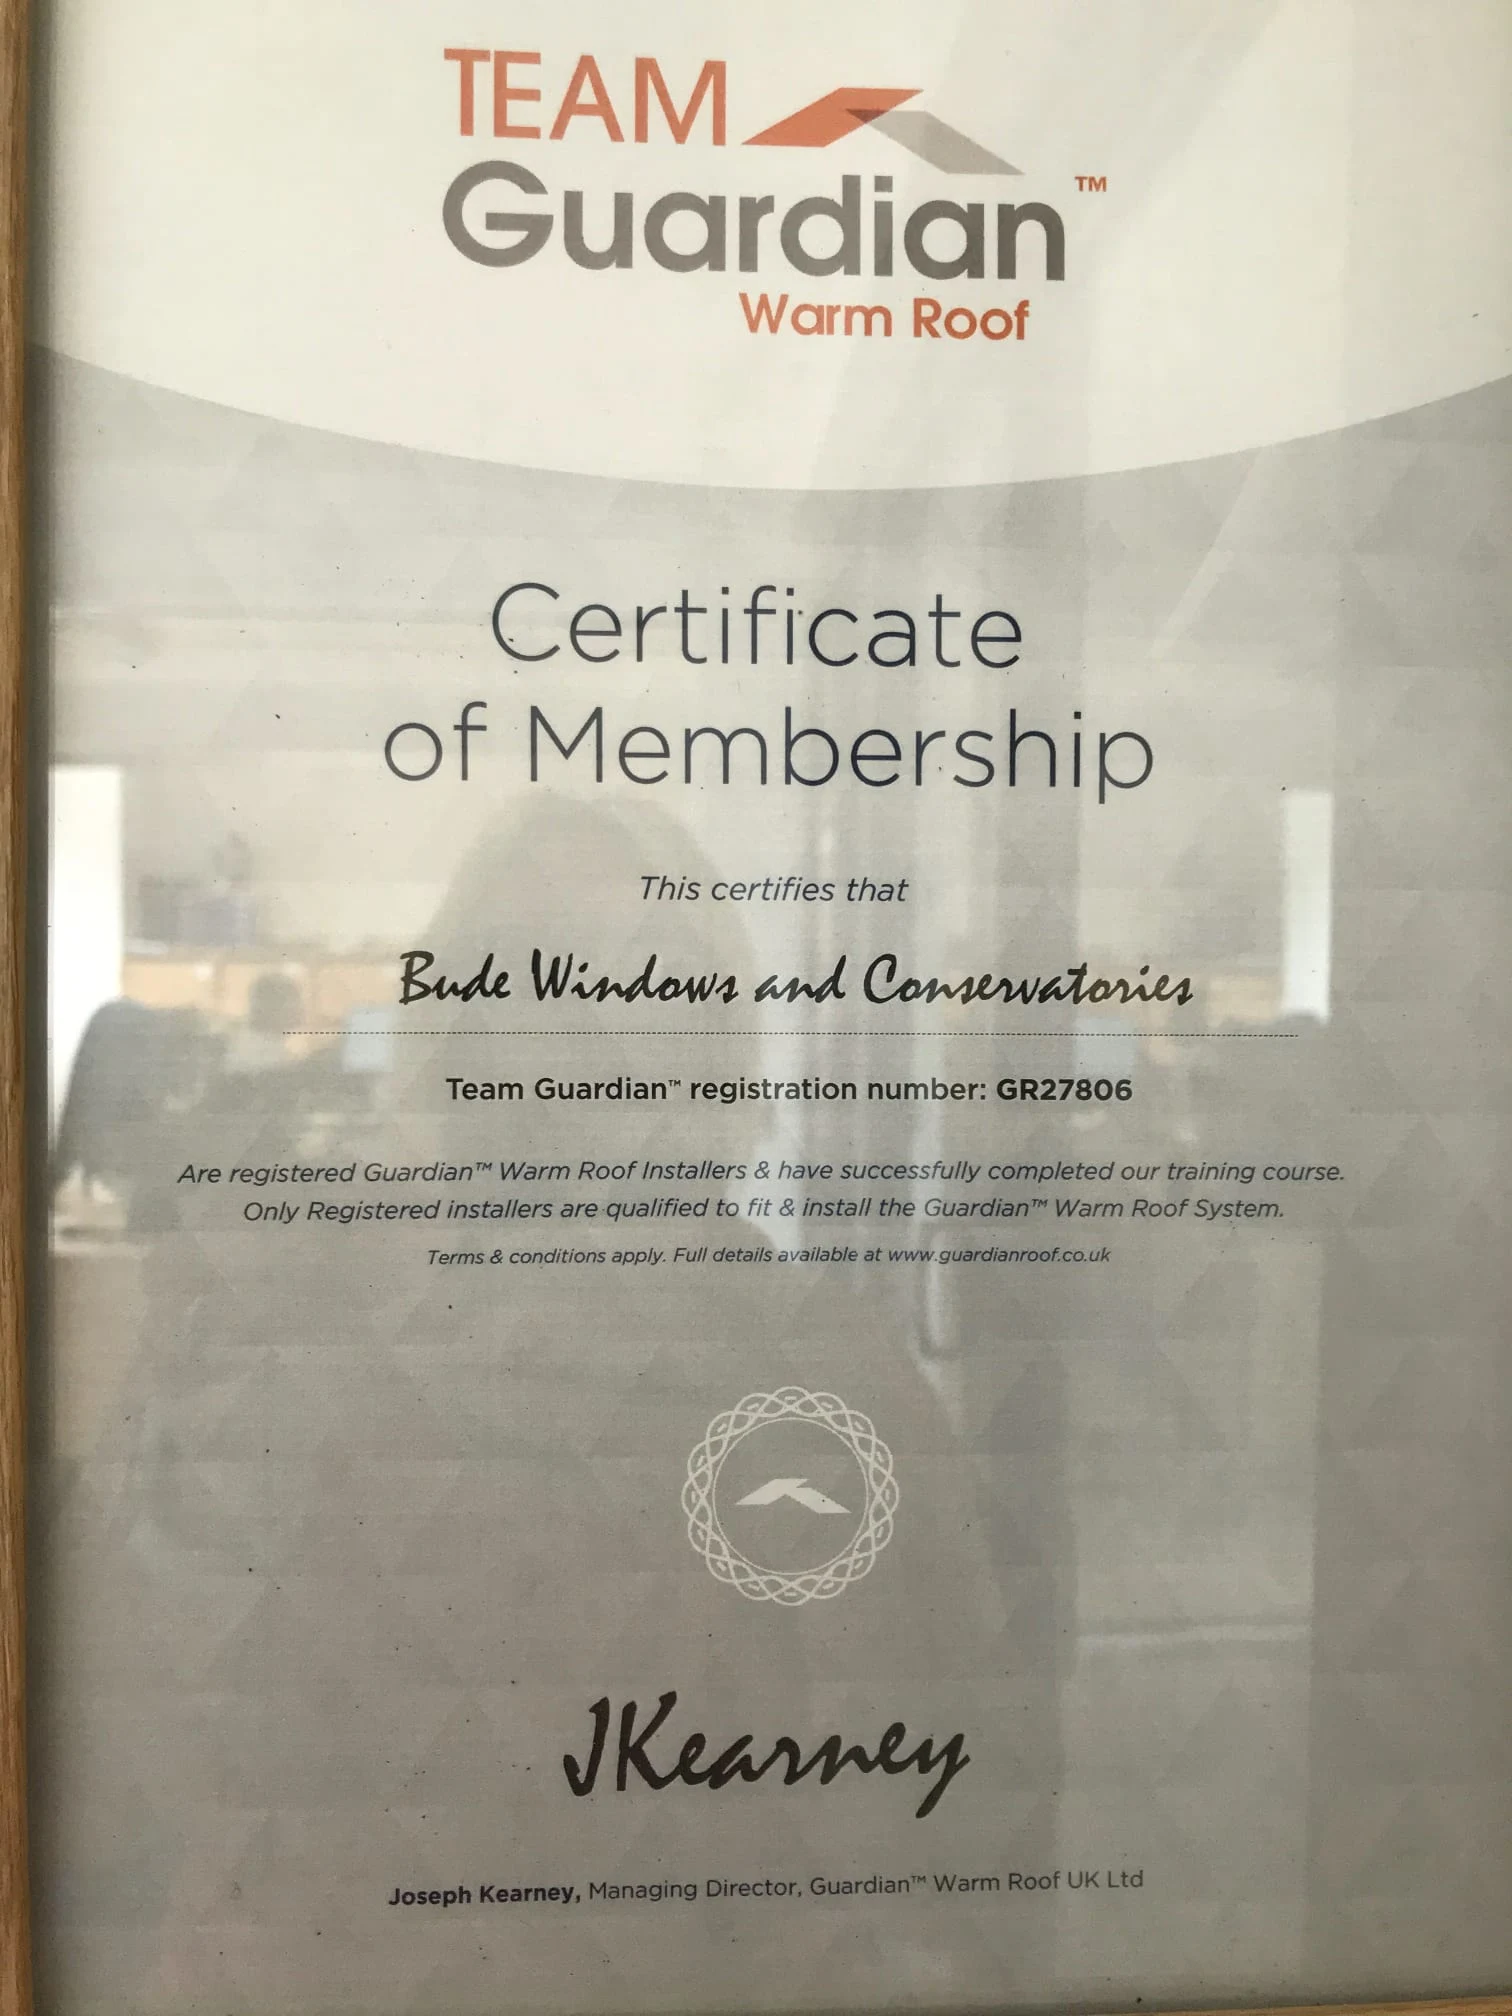 TEAM
Guardian™
Warm Roof
Certificate
of Membership
This certifies that
Bude Windows and Conservatories
Team Guardian™ registration number: GR27806
Are registered Guardian™ Warm Roof Installers & have successfully completed our training course.
Only Registered installers are qualified to fit & install the Guardian™ Warm Roof System.
Terms & conditions apply. Full details available at www.guardianroof.co.uk
JKearney
Joseph Kearney, Managing Director, Guardian™ Warm Roof UK Ltd